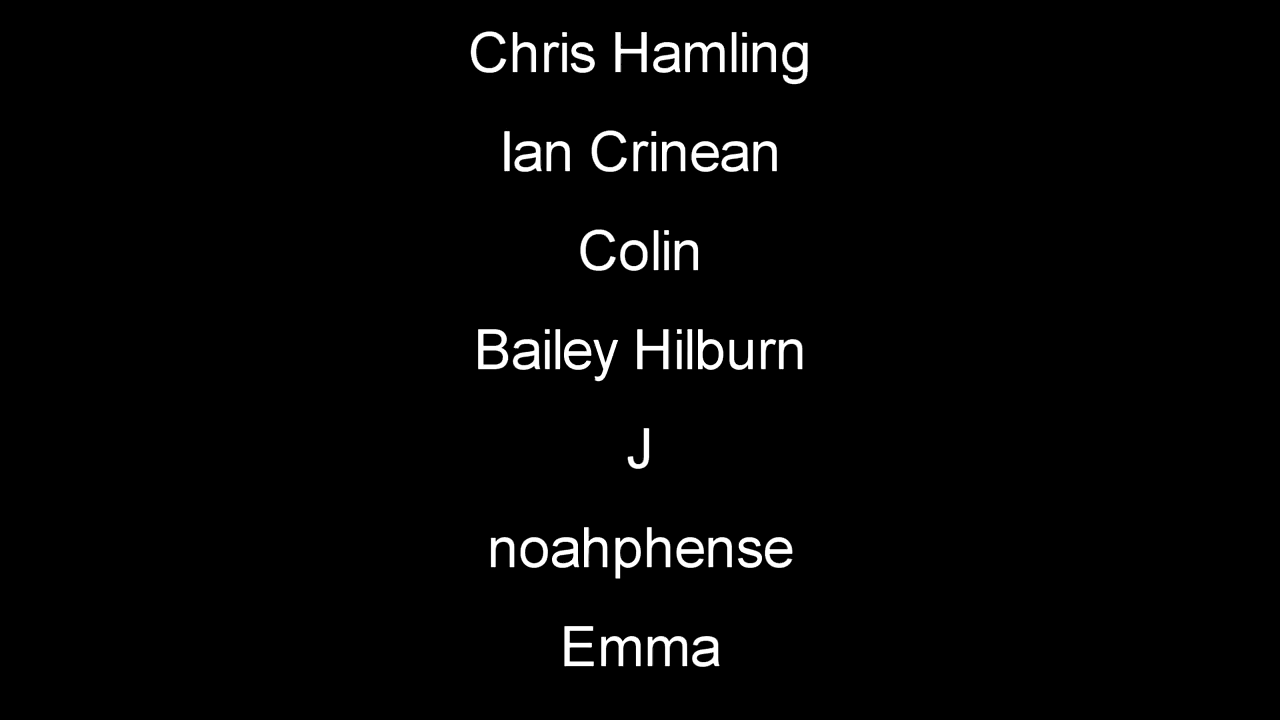 Chris Hamling
Ian Crinean
Colin
Bailey Hilburn
J
noahphense
Emma